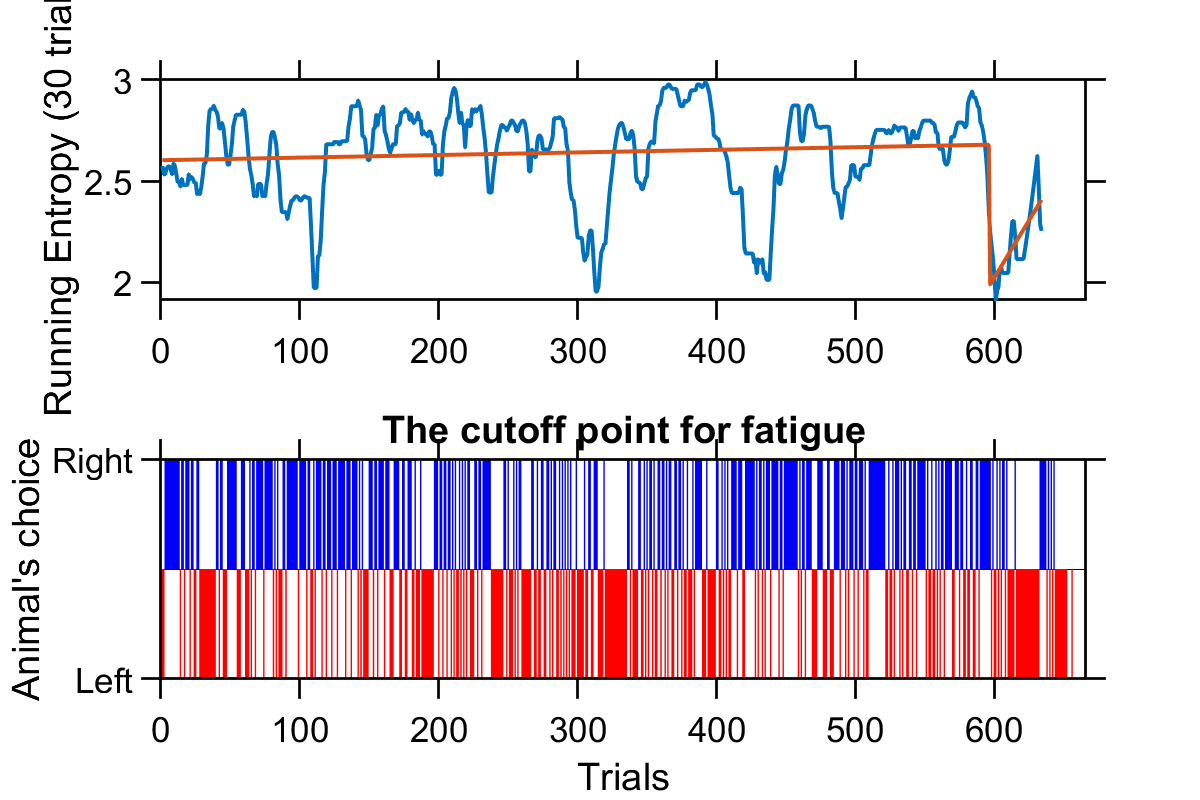 Running Entropy (30 trial
3
2.5
2
0 100 200 300 400 500 600
The cutoff point for fatigue
Animal's choice
Right
Left
0 100 200 300 400 500 600
Trials